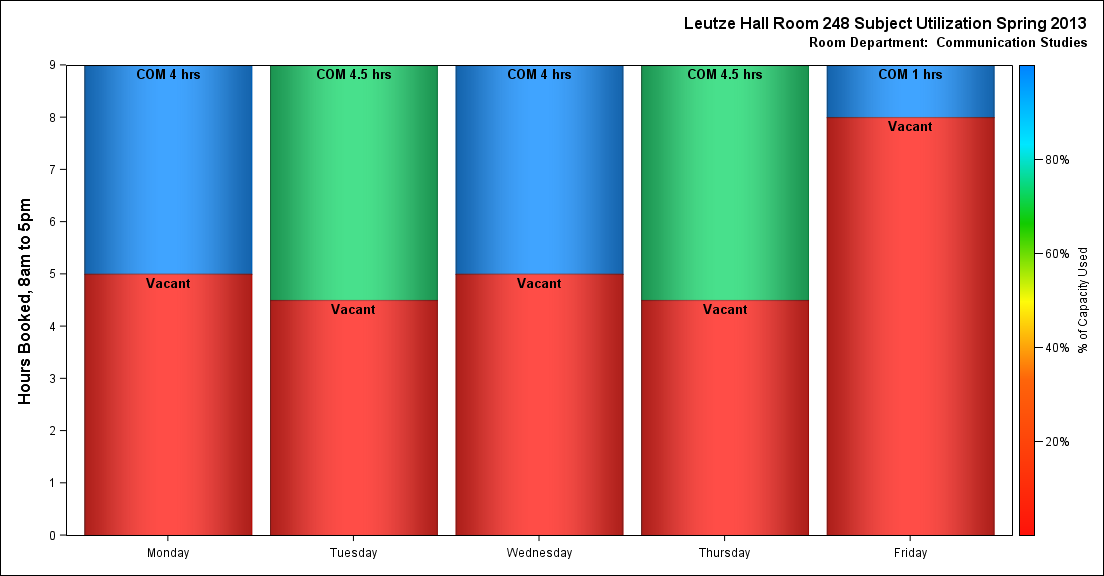 Leutze Hall Room 248 Subject Utilization Spring 2013
Room Department:  Communication Studies
Hours Booked, 8am to 5pm
9
8
7
6
5
4
3
2
1
0
COM 4 hrs
Vacant
COM 4.5 hrs
Vacant
COM 4 hrs
Vacant
COM 4.5 hrs
Vacant
COM 1 hrs
Vacant
Monday
Tuesday
Wednesday
Thursday
Friday
80%
60%
40%
20%
% of Capacity Used